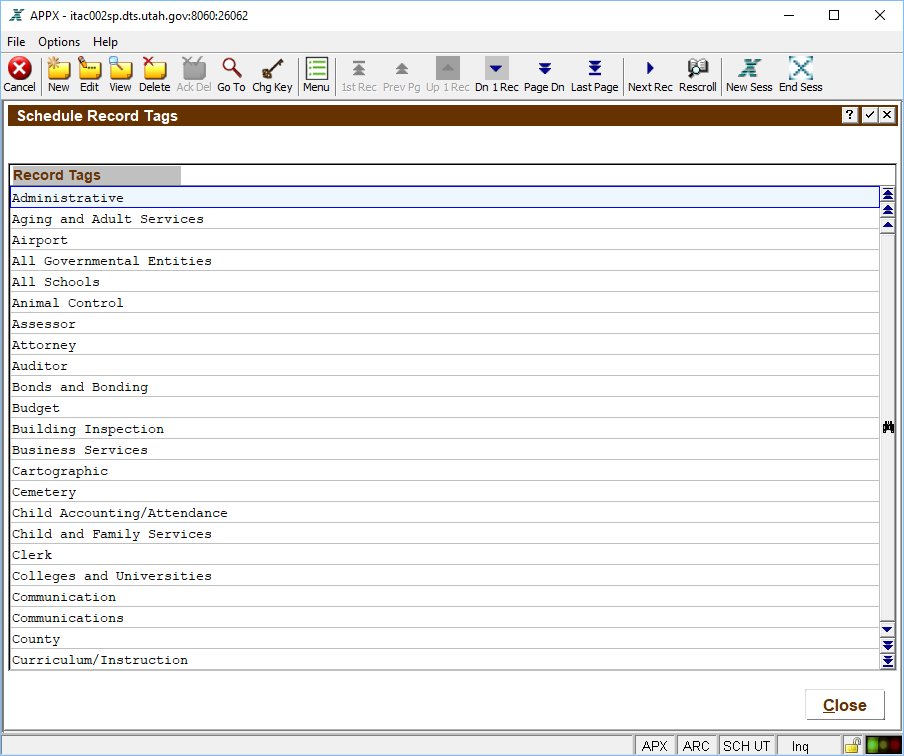 APPX - itac002sp.dts.utah.gov:8060:26062
File Options Help
Cancel New Edit View Delete Ack Del Go To Chg Key Menu 1st Rec Prev Pg Up 1 Rec Dn 1 Rec Page Dn Last Page Next Rec Rescroll New Sess End Sess
Schedule Record Tags ?
Record Tags
Administrative
Aging and Adult Services
Airport
All Governmental Entities
All Schools
Animal Control
Assessor
Attorney
Auditor
Bonds and Bonding
Budget
Building Inspection
Business Services
Cartographic
Cemetery
Child Accounting/Attendance
Child and Family Services
Clerk
Colleges and Universities
Communication
Communications
County
Curriculum/Instruction
Close
APX ARC SCH UT Inq